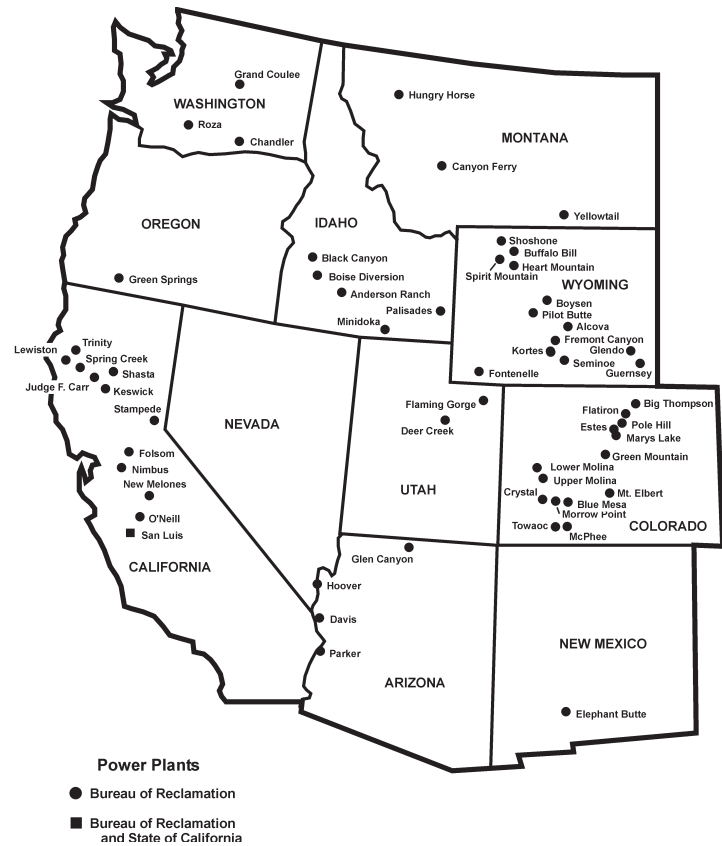 Grand Coulee
WASHINGTON
Roza
Chandler
Hungry Horse
MONTANA
Canyon Ferry
Yellowtail
OREGON
Green Springs
IDAHO
Black Canyon
Boise Diversion
Anderson Ranch
Palisades
Minidoka
Shoshone
Buffalo Bill
Heart Mountain
Spirit Mountain
WYOMING
Boysen
Pilot Butte
Alcova
Fremont Canyon
Kortes
Glendo
Seminoe
Guernsey
Fontenelle
Trinity
Lewiston
Spring Creek
Shasta
Judge F. Carr
Keswick
Stampede
Folsom
Nimbus
New Melones
O'Neill
San Luis
CALIFORNIA
NEVADA
Flaming Gorge
Deer Creek
UTAH
Big Thompson
Flatiron
Pole Hill
Estes
Marys Lake
Green Mountain
Lower Molina
Upper Molina
Mt. Elbert
Crystal
Blue Mesa
Morrow Point
Towaoc
COLORADO
McPhee
Glen Canyon
Hoover
Davis
Parker
ARIZONA
NEW MEXICO
Elephant Butte
Power Plants
Bureau of Reclamation
Bureau of Reclamation
and State of California